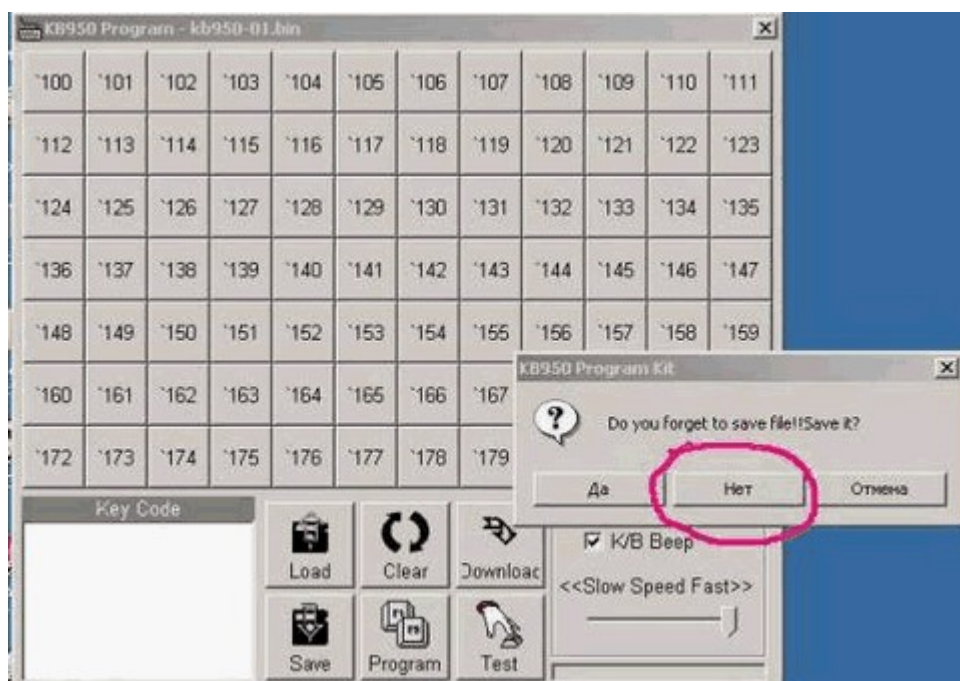 KB950 Program - kb950-01.bin
`100 `101 `102 `103 `104 `105 `106 `107 `108 `109 `110 `111
`112 `113 `114 `115 `116 `117 `118 `119 `120 `121 `122 `123
`124 `125 `126 `127 `128 `129 `130 `131 `132 `133 `134 `135
`136 `137 `138 `139 `140 `141 `142 `143 `144 `145 `146 `147
`148 `149 `150 `151 `152 `153 `154 `155 `156 `157 `158 `159
`160 `161 `162 `163 `164 `165 `166 `167
`172 `173 `174 `175 `176 `177 `178 `179
KB950 Program Kit
Do you forget to save file!!Save it?
Да Нет Отмена
Key Code
Load Clear Download
K/B Beep
<<Slow Speed Fast>>
Save Program Test